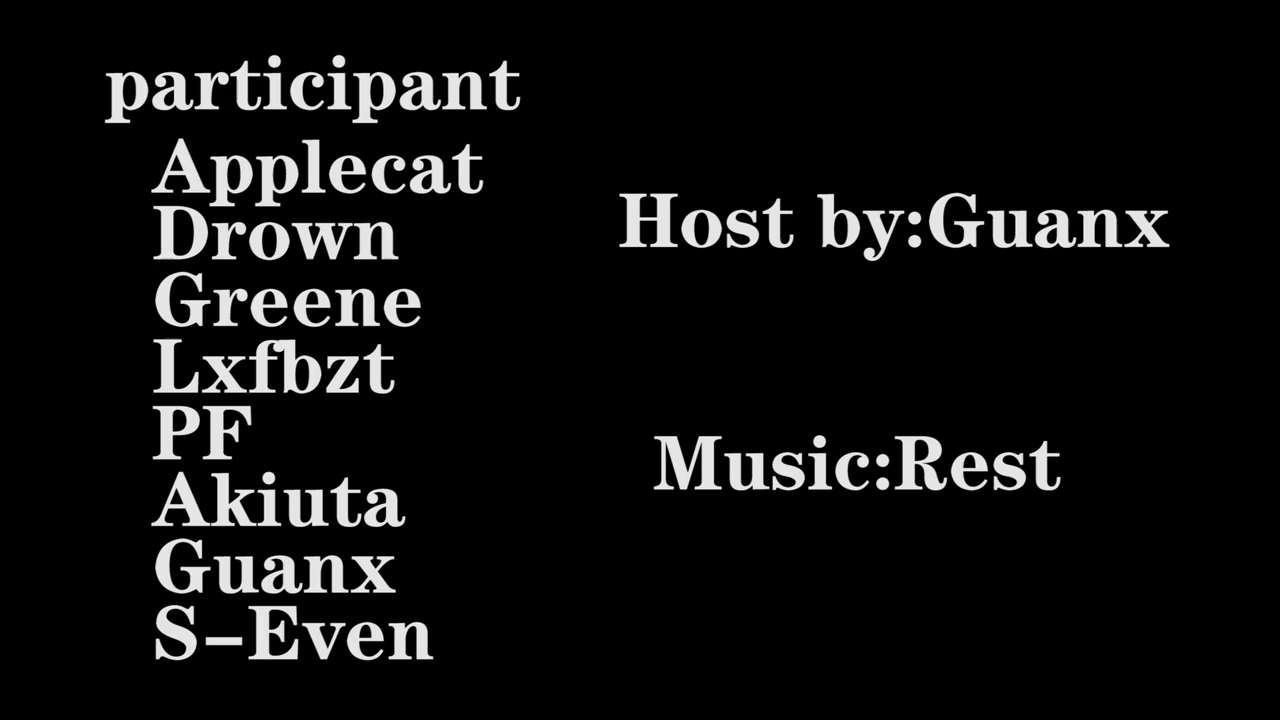 participant
Applecat
Drown
Greene
Lxfbzt
PF
Akiuta
Guanx
S-Even
Host by:Guanx
Music:Rest